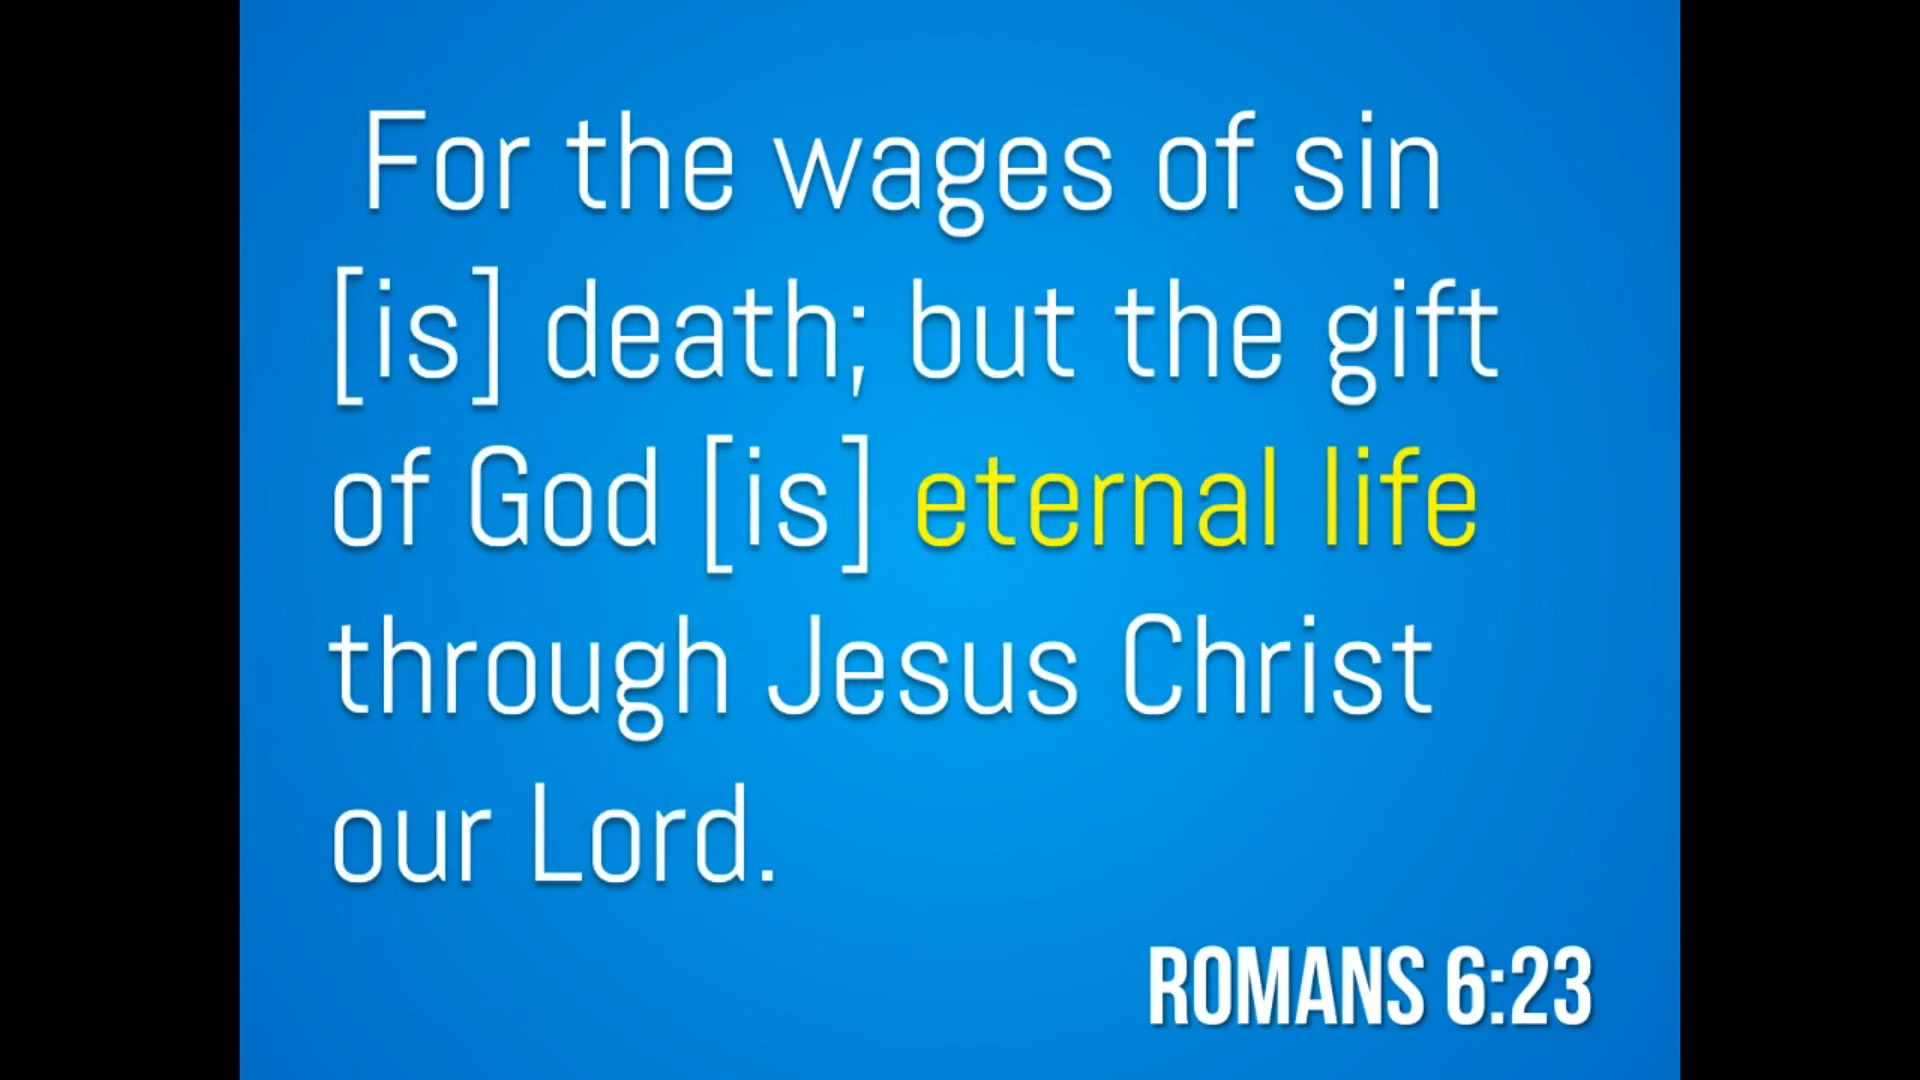 For the wages of sin
[is] death; but the gift
of God [is] eternal life
through Jesus Christ
our Lord.
ROMANS 6:23